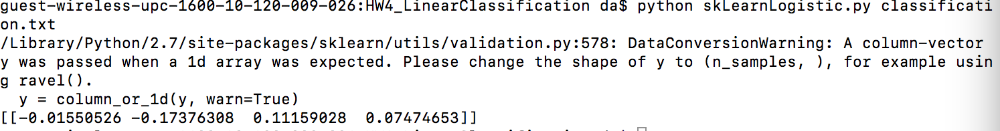 guest-wireless-upc-1600-10-120-009-026:HW4_LinearClassification da$ python skLearnLogistic.py classificati
on.txt
/Library/Python/2.7/site-packages/sklearn/utils/validation.py:578: DataConversionWarning: A column-vector
y was passed when a 1d array was expected. Please change the shape of y to (n_samples, ), for example usin
g ravel().
  y = column_or_1d(y, warn=True)
[[-0.01550526 -0.17376308  0.11159028  0.07474653]]